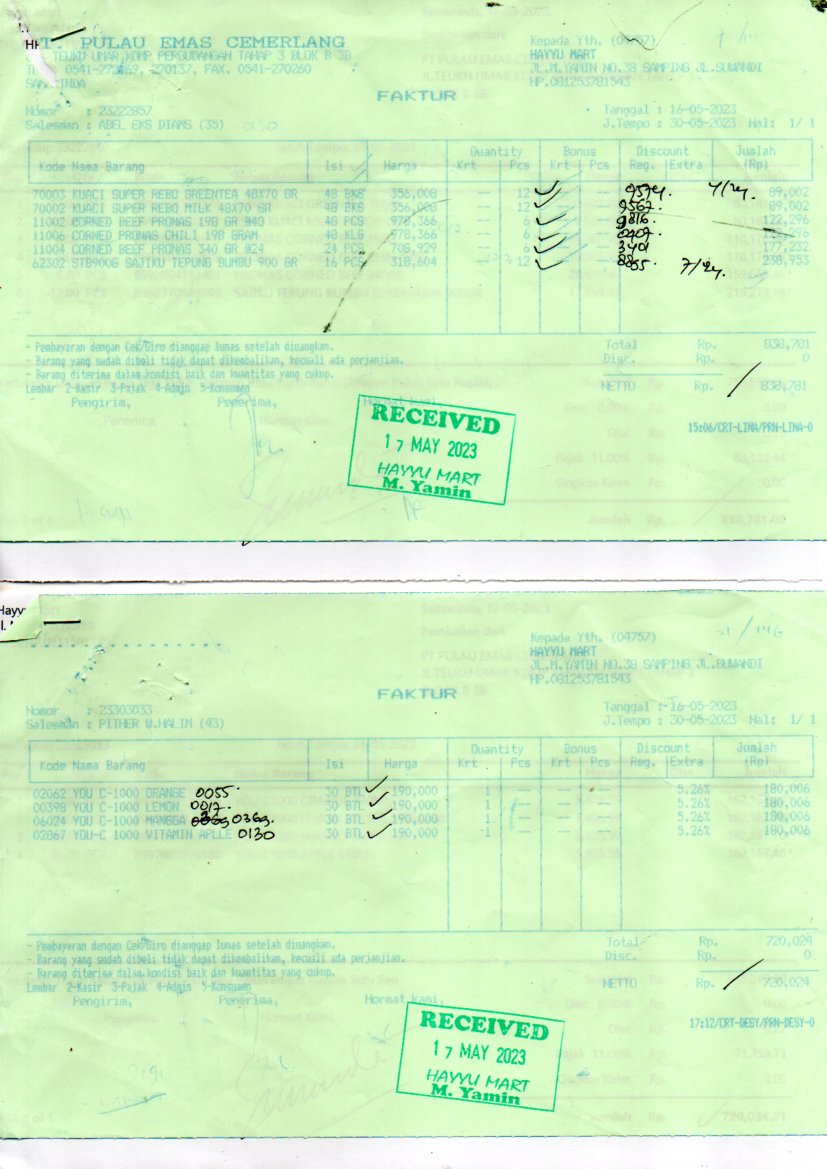 PT. PULAU EMAS CEMERLANG
JL. TEUKU UMAR KOMP PERGUDANGAN TAHAP 3 BLOK B 3B
270137, FAX. 0541-270260
SAMARINDA
Kepada Yth. (04757)
HAYYU MART
JL.M.YAMIN NO.38 SAMPING JL.SUWANDI
HP.081253781543
FAKTUR
Nomor : 23222857
Salesman : ABEL EKS DIAMS (35) 0130
Tanggal : 16-05-2023
J.Tempo : 30-05-2023 Hal: 1/ 1
Kode Nama Barang Isi Harga Quantity Krt Pcs Bonus Krt Pcs Discount Reg. Extra Jumlah (Rp)
70003 KUACI SUPER REBO GREENTEA 48X70 GR 48 BKS 356,008 -- 12 -- -- 9574. 4/24. 89,002
70002 KUACI SUPER REBO MILK 48X70 GR 48 BKS 356,008 -- 12 -- -- 9567. 89,002
11002 CORNED BEEF PRONAS 198 GR @48 48 PCS 978,366 -- 6 -- -- 9816. 122,296
11006 CORNED PRONAS CHILI 198 GRAM 48 KLG 978,366 -- 6 -- -- 0407. 122,296
11004 CORNED BEEF PRONAS 340 GR @24 24 PCS 708,929 -- 6 -- -- 3401 177,232
62302 STB9006 SAJIKU TEPUNG BUMBU 900 GR 16 PCS 318,604 -- 12 -- -- 8855. 7/24. 238,953
- Pembayaran dengan Cek/Giro dianggap lunas setelah diuangkan.
- Barang yang sudah dibeli tidak dapat dikembalikan, kecuali ada perjanjian.
- Barang diterima dalam kondisi baik dan kuantitas yang cukup.
Lembar 2-Kasir 3-Pajak 4-Admin 5-Konsumen
Total Rp. 838,781
Disc. Rp. 0
NETTO Rp. 838,781
Pengirim, Penerima, Hormat kami,
15:06/CRT-LINA/PRN-LINA-0
RECEIVED
17 MAY 2023
HAYYU MART
M. Yamin
Kepada Yth. (04757)
HAYYU MART
JL.M.YAMIN NO.38 SAMPING JL.SUWANDI
HP.081253781543
FAKTUR
Nomor : 23303033
Salesman : PITHER W.HALIM (43)
Tanggal : 16-05-2023
J.Tempo : 30-05-2023 Hal: 1/ 1
Kode Nama Barang Isi Harga Quantity Krt Pcs Bonus Krt Pcs Discount Reg. Extra Jumlah (Rp)
02062 YOU C-1000 ORANGE 0055. 30 BTL 190,000 1 -- -- -- 5.26% 180,006
00398 YOU C-1000 LEMON 0017. 30 BTL 190,000 1 -- -- -- 5.26% 180,006
06024 YOU C-1000 MANGGA 0369. 30 BTL 190,000 1 -- -- -- 5.26% 180,006
02867 YOU-C 1000 VITAMIN APLLE 0130 30 BTL 190,000 1 -- -- -- 5.26% 180,006
- Pembayaran dengan Cek/Giro dianggap lunas setelah diuangkan.
- Barang yang sudah dibeli tidak dapat dikembalikan, kecuali ada perjanjian.
- Barang diterima dalam kondisi baik dan kuantitas yang cukup.
Lembar 2-Kasir 3-Pajak 4-Admin 5-Konsumen
Total Rp. 720,024
Disc. Rp. 0
NETTO Rp. 720,024
Pengirim, Penerima, Hormat kami,
17:12/CRT-DESY/PRN-DESY-0
RECEIVED
17 MAY 2023
HAYYU MART
M. Yamin